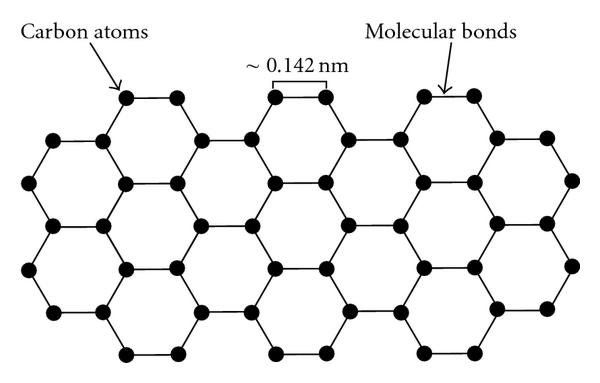 Carbon atoms
Molecular bonds
~ 0.142 nm